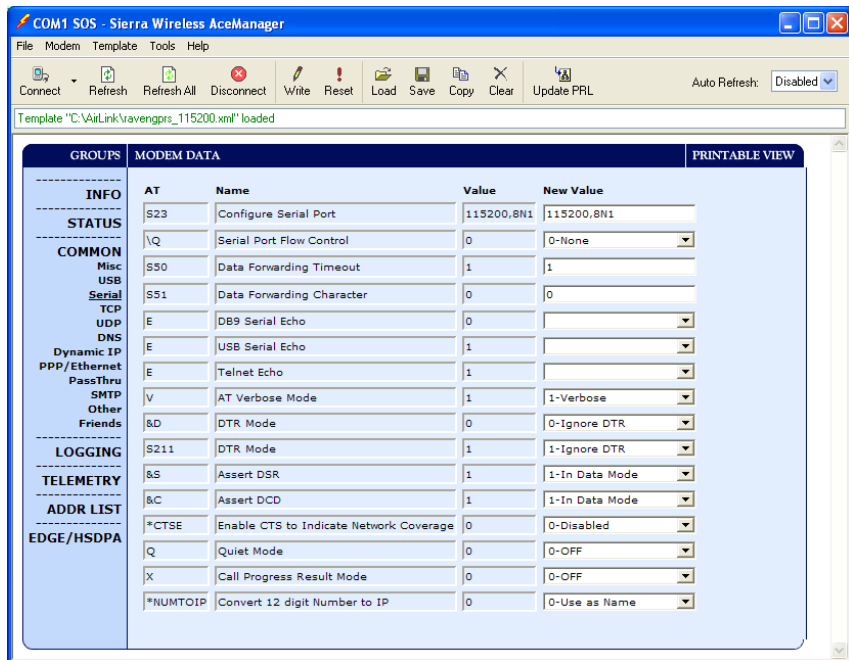 COM1 SOS - Sierra Wireless AceManager
File Modem Template Tools Help
Connect Refresh Refresh All Disconnect Write Reset Load Save Copy Clear Update PRL Auto Refresh: Disabled
Template "C:\AirLink\ravengprs_115200.xml" loaded
GROUPS MODEM DATA PRINTABLE VIEW
INFO
STATUS
COMMON
Misc
USB
Serial
TCP
UDP
DNS
Dynamic IP
PPP/Ethernet
PassThru
SMTP
Other
Friends
LOGGING
TELEMETRY
ADDR LIST
EDGE/HSDPA
AT Name Value New Value
S23 Configure Serial Port 115200,8N1 115200,8N1
\Q Serial Port Flow Control 0 0-None
S50 Data Forwarding Timeout 1 1
S51 Data Forwarding Character 0 0
E DB9 Serial Echo 0
E USB Serial Echo 1
E Telnet Echo 1
V AT Verbose Mode 1 1-Verbose
&D DTR Mode 0 0-Ignore DTR
S211 DTR Mode 1 1-Ignore DTR
&S Assert DSR 1 1-In Data Mode
&C Assert DCD 1 1-In Data Mode
*CTSE Enable CTS to Indicate Network Coverage 0 0-Disabled
Q Quiet Mode 0 0-OFF
X Call Progress Result Mode 0 0-OFF
*NUMTOIP Convert 12 digit Number to IP 0 0-Use as Name